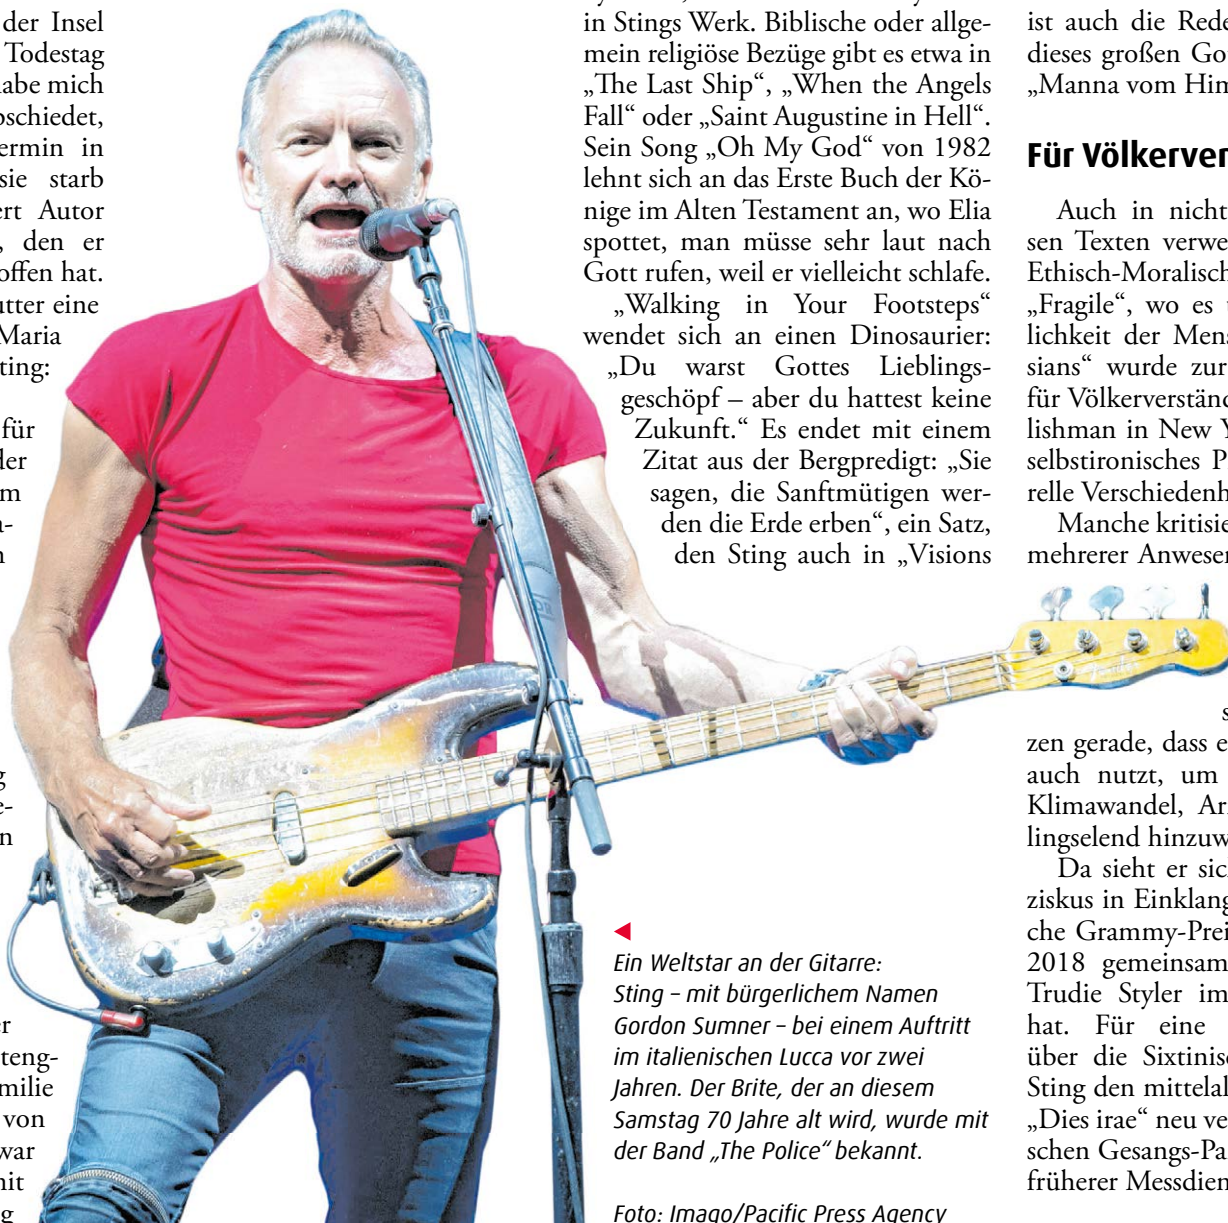 der Insel
Todestag
abe mich
schiedet,
ermin in
sie starb
ert Autor
, den er
offen hat.
utter eine
Maria
ting:
für
der
m
a-
n
g
e-
n
r
teng-
milie
von
war
mit
g
in Stings Werk. Biblische oder allge-
mein religiöse Bezüge gibt es etwa in
„The Last Ship“, „When the Angels
Fall“ oder „Saint Augustine in Hell“.
Sein Song „Oh My God“ von 1982
lehnt sich an das Erste Buch der Kö-
nige im Alten Testament an, wo Elia
spottet, man müsse sehr laut nach
Gott rufen, weil er vielleicht schlafe.
„Walking in Your Footsteps“
wendet sich an einen Dinosaurier:
„Du warst Gottes Lieblings-
geschöpf – aber du hattest keine
Zukunft.“ Es endet mit einem
Zitat aus der Bergpredigt: „Sie
sagen, die Sanftmütigen wer-
den die Erde erben“, ein Satz,
den Sting auch in „Visions
Ein Weltstar an der Gitarre:
Sting – mit bürgerlichem Namen
Gordon Sumner – bei einem Auftritt
im italienischen Lucca vor zwei
Jahren. Der Brite, der an diesem
Samstag 70 Jahre alt wird, wurde mit
der Band „The Police“ bekannt.
Foto: Imago/Pacific Press Agency
ist auch die Rede
dieses großen Go
„Manna vom Him
Für Völkerver
Auch in nicht
sen Texten verwe
Ethisch-Moralisch
„Fragile“, wo es
lichkeit der Mens
sians“ wurde zur
für Völkerverständ
lishman in New Y
selbstironisches P
relle Verschiedenh
Manche kritisie
mehrerer Anwesen
s
zen gerade, dass e
auch nutzt, um
Klimawandel, Ar
lingselend hinzuw
Da sieht er sic
ziskus in Einklang
che Grammy-Prei
2018 gemeinsam
Trudie Styler im
hat. Für eine
über die Sixtinis
Sting den mittelal
„Dies irae“ neu ve
schen Gesangs-Pa
früherer Messdien